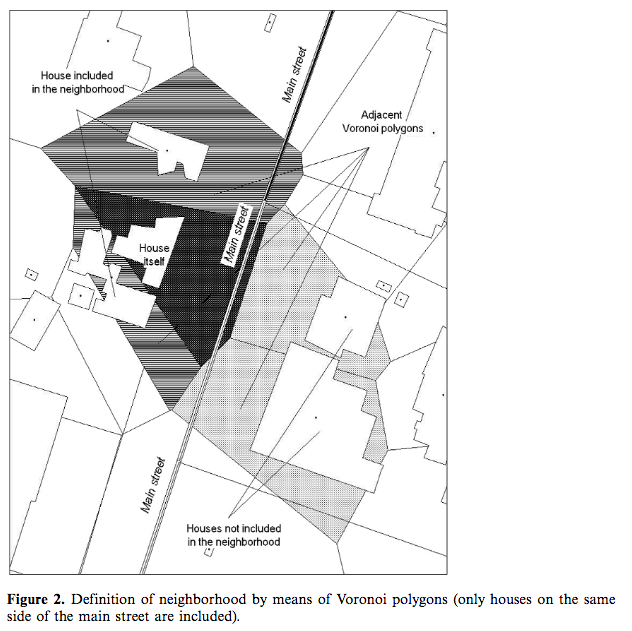 Main street
House included
in the neighborhood
Adjacent
Voronoi polygons
Main street
House
itself
Main street
Houses not included
in the neighborhood
Figure 2. Definition of neighborhood by means of Voronoi polygons (only houses on the same
side of the main street are included).